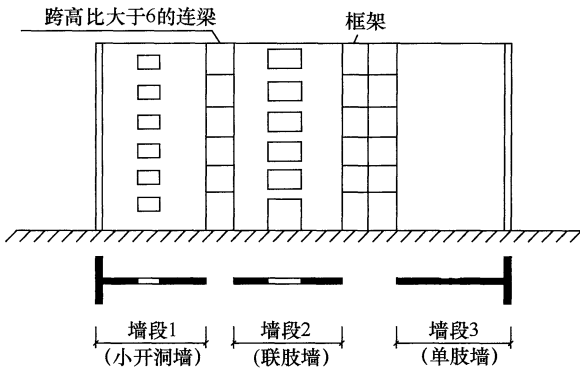 跨高比大于6的连梁
框架
墙段1
(小开洞墙)
墙段2
(联肢墙)
墙段3
(单肢墙)